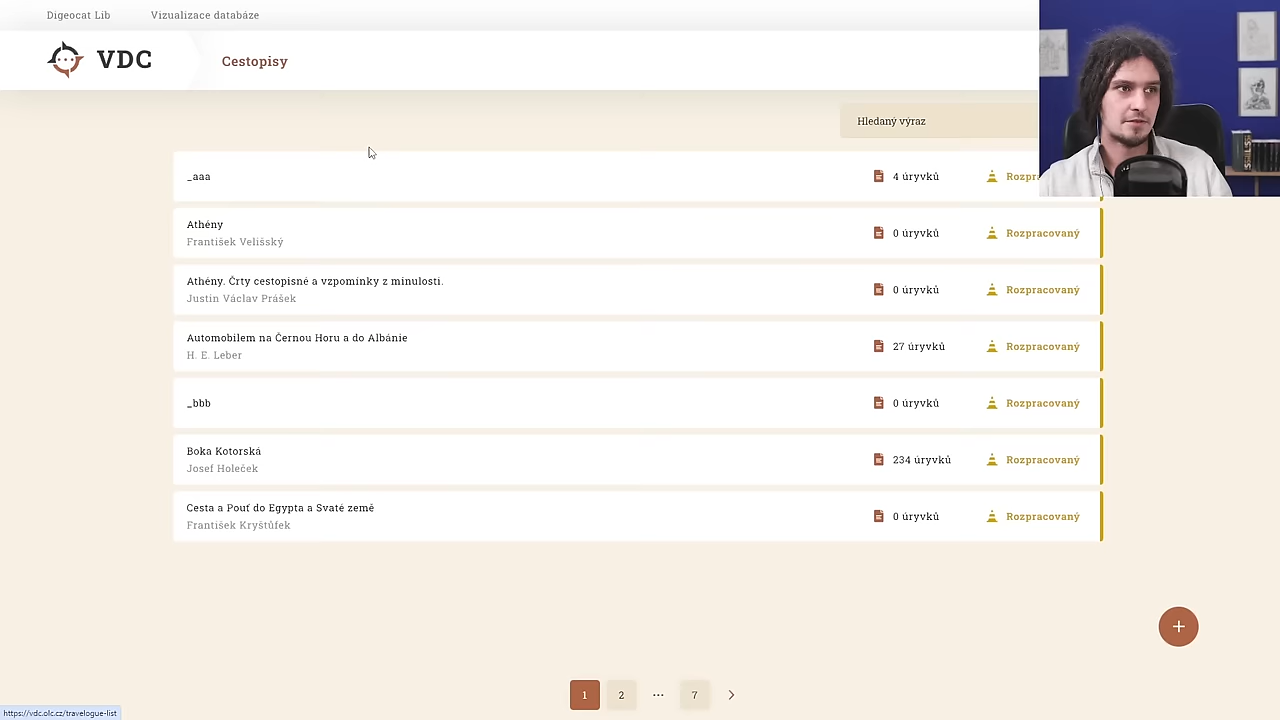 Digeocat Lib
Vizualizace databáze
VDC
Cestopisy
Hledaný výraz
_aaa
4 úryvků
Athény
František Velišský
0 úryvků
Rozpracovaný
Athény. Črty cestopisné a vzpomínky z minulosti.
Justin Václav Prášek
0 úryvků
Rozpracovaný
Automobilem na Černou Horu a do Albánie
H. E. Leber
27 úryvků
Rozpracovaný
_bbb
0 úryvků
Rozpracovaný
Boka Kotorská
Josef Holeček
234 úryvků
Rozpracovaný
Cesta a Pouť do Egypta a Svaté země
František Kryštůfek
0 úryvků
Rozpracovaný
1
2
...
7
https://vdc.olc.cz/travelogue-list